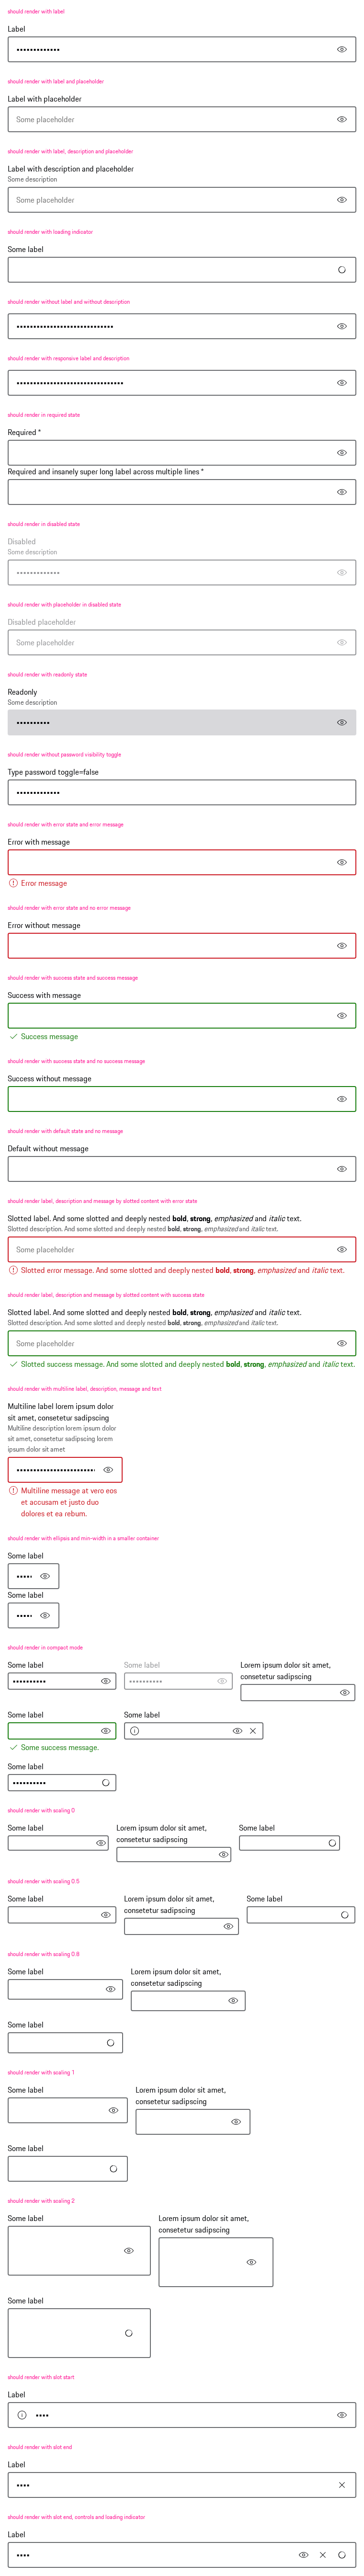 should render with label
Label
•••••••••••••
should render with label and placeholder
Label with placeholder
Some placeholder
should render with label, description and placeholder
Label with description and placeholder
Some description
Some placeholder
should render with loading indicator
Some label
should render without label and without description
should render with responsive label and description
should render in required state
Required *
Required and insanely super long label across multiple lines *
should render in disabled state
Disabled
Some description
•••••••••••••
should render with placeholder in disabled state
Disabled placeholder
Some placeholder
should render with readonly state
Readonly
Some description
••••••••••
should render without password visibility toggle
Type password toggle=false
•••••••••••••
should render with error state and error message
Error with message
Error message
should render with error state and no error message
Error without message
should render with success state and success message
Success with message
Success message
should render with success state and no success message
Success without message
should render with default state and no message
Default without message
should render label, description and message by slotted content with error state
Slotted label. And some slotted and deeply nested bold, strong, emphasized and italic text.
Slotted description. And some slotted and deeply nested bold, strong, emphasized and italic text.
Some placeholder
Slotted error message. And some slotted and deeply nested bold, strong, emphasized and italic text.
should render label, description and message by slotted content with success state
Slotted label. And some slotted and deeply nested bold, strong, emphasized and italic text.
Slotted description. And some slotted and deeply nested bold, strong, emphasized and italic text.
Some placeholder
Slotted success message. And some slotted and deeply nested bold, strong, emphasized and italic text.
should render with multiline label, description, message and text
Multiline label lorem ipsum dolor
sit amet, consetetur sadipscing
Multiline description lorem ipsum dolor
sit amet, consetetur sadipscing lorem
ipsum dolor sit amet
Multiline message at vero eos
et accusam et justo duo
dolores et ea rebum.
should render with ellipsis and min-width in a smaller container
Some label
Some label
should render in compact mode
Some label
••••••••••
Some label
••••••••••
Lorem ipsum dolor sit amet,
consetetur sadipscing
Some label
Some success message.
Some label
Some label
••••••••••
should render with scaling 0
Some label
Lorem ipsum dolor sit amet,
consetetur sadipscing
Some label
should render with scaling 0.5
Some label
Lorem ipsum dolor sit amet,
consetetur sadipscing
Some label
should render with scaling 0.8
Some label
Lorem ipsum dolor sit amet,
consetetur sadipscing
Some label
should render with scaling 1
Some label
Lorem ipsum dolor sit amet,
consetetur sadipscing
Some label
should render with scaling 2
Some label
Lorem ipsum dolor sit amet,
consetetur sadipscing
Some label
should render with slot start
Label
••••
should render with slot end
Label
••••
should render with slot end, controls and loading indicator
Label
••••